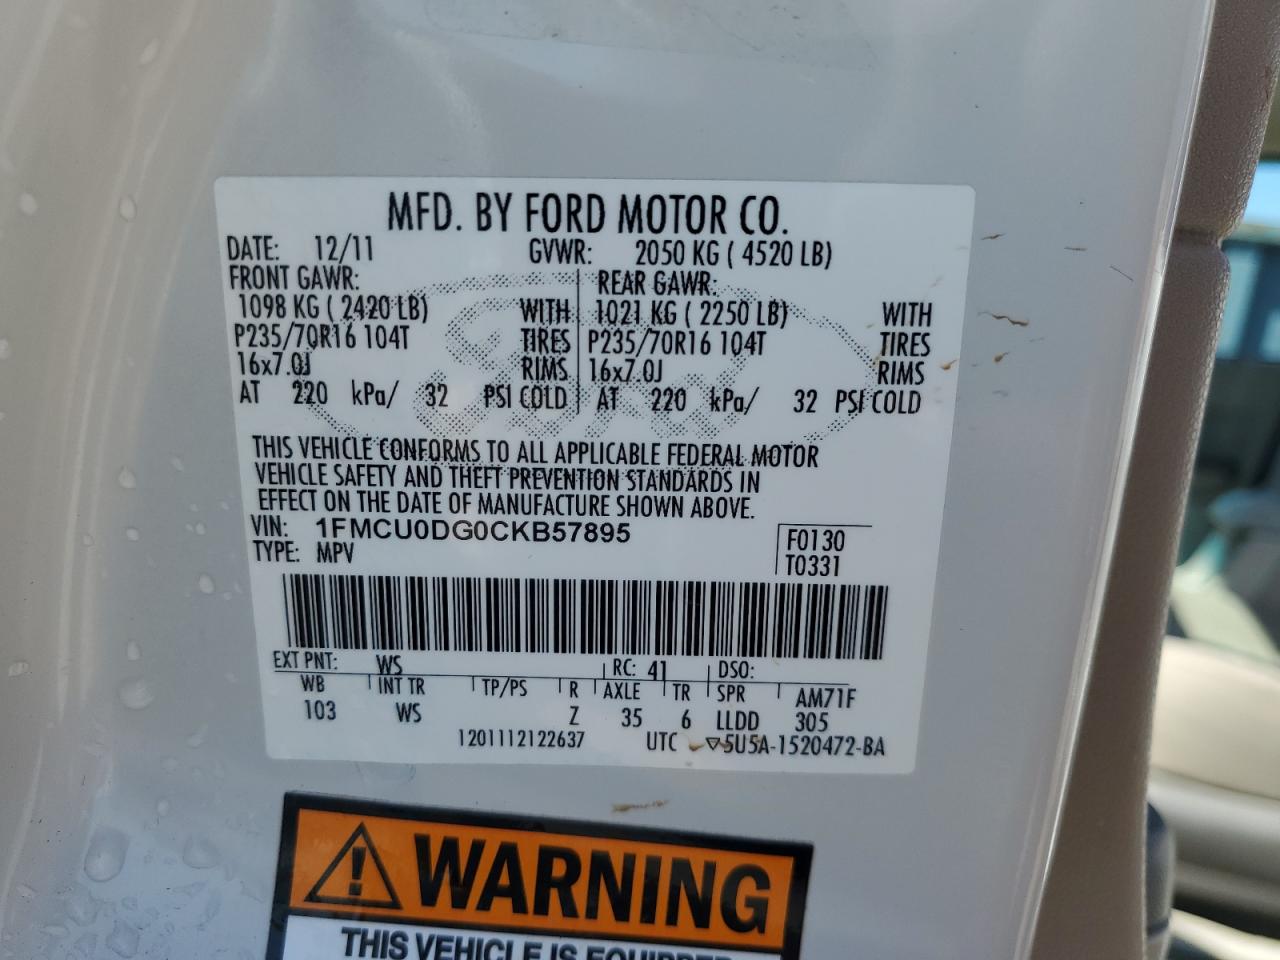 MFD. BY FORD MOTOR CO.
DATE: 12/11 GVWR: 2050 KG ( 4520 LB)
FRONT GAWR: REAR GAWR:
1098 KG ( 2420 LB) WITH 1021 KG ( 2250 LB) WITH
P235/70R16 104T TIRES P235/70R16 104T TIRES
16x7.0J RIMS 16x7.0J RIMS
AT 220 kPa/ 32 PSI COLD AT 220 kPa/ 32 PSI COLD
THIS VEHICLE CONFORMS TO ALL APPLICABLE FEDERAL MOTOR
VEHICLE SAFETY AND THEFT PREVENTION STANDARDS IN
EFFECT ON THE DATE OF MANUFACTURE SHOWN ABOVE.
VIN: 1FMCU0DG0CKB57895 F0130
TYPE: MPV T0331
EXT PNT: WS RC: 41 DSO:
WB INT TR TP/PS R AXLE TR SPR AM71F
103 WS Z 35 6 LLDD 305
1201112122637 UTC ▽5U5A-1520472-BA
WARNING
THIS VEHICLE IS EQUIPPED